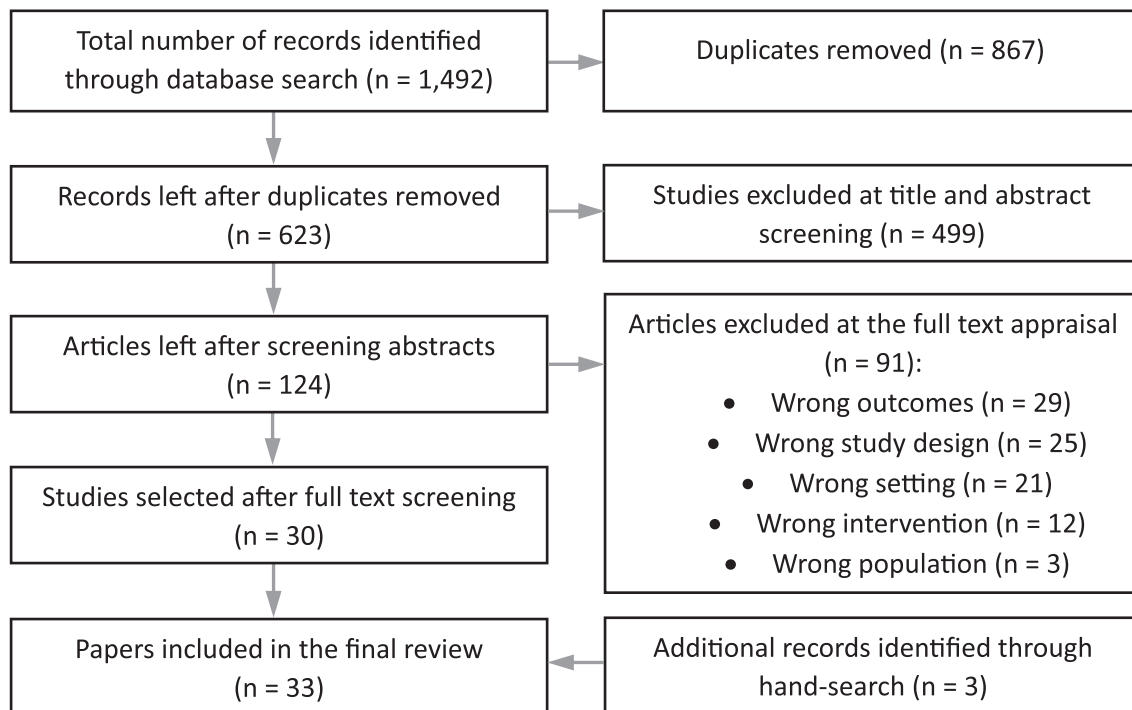 Total number of records identified
through database search (n = 1,492)
Duplicates removed (n = 867)
Records left after duplicates removed
(n = 623)
Studies excluded at title and abstract
screening (n = 499)
Articles left after screening abstracts
(n = 124)
Articles excluded at the full text appraisal
(n = 91):
• Wrong outcomes (n = 29)
• Wrong study design (n = 25)
• Wrong setting (n = 21)
• Wrong intervention (n = 12)
• Wrong population (n = 3)
Studies selected after full text screening
(n = 30)
Papers included in the final review
(n = 33)
Additional records identified through
hand-search (n = 3)